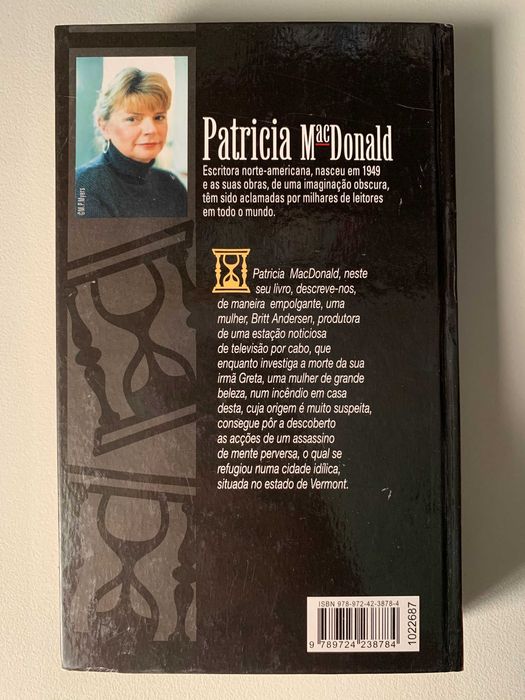 ©M.P.Myers
Patricia MacDonald
Escritora norte-americana, nasceu em 1949
e as suas obras, de uma imaginação obscura,
têm sido aclamadas por milhares de leitores
em todo o mundo.
Patricia MacDonald, neste
seu livro, descreve-nos,
de maneira empolgante, uma
mulher, Britt Andersen, produtora
de uma estação noticiosa
de televisão por cabo, que
enquanto investiga a morte da sua
irmã Greta, uma mulher de grande
beleza, num incêndio em casa
desta, cuja origem é muito suspeita,
consegue pôr a descoberto
as acções de um assassino
de mente perversa, o qual se
refugiou numa cidade idílica,
situada no estado de Vermont.
ISBN 978-972-42-3878-4
9 789724 238784
1022687